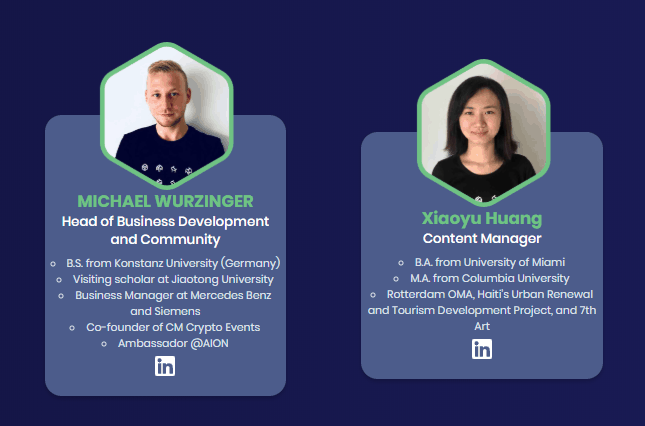 MICHAEL WURZINGER
Head of Business Development
and Community
B.S. from Konstanz University (Germany)
Visiting scholar at Jiaotong University
Business Manager at Mercedes Benz
and Siemens
Co-founder of CM Crypto Events
Ambassador @AION
in
Xiaoyu Huang
Content Manager
B.A. from University of Miami
M.A. from Columbia University
Rotterdam OMA, Haiti's Urban Renewal
and Tourism Development Project, and 7th
Art
in